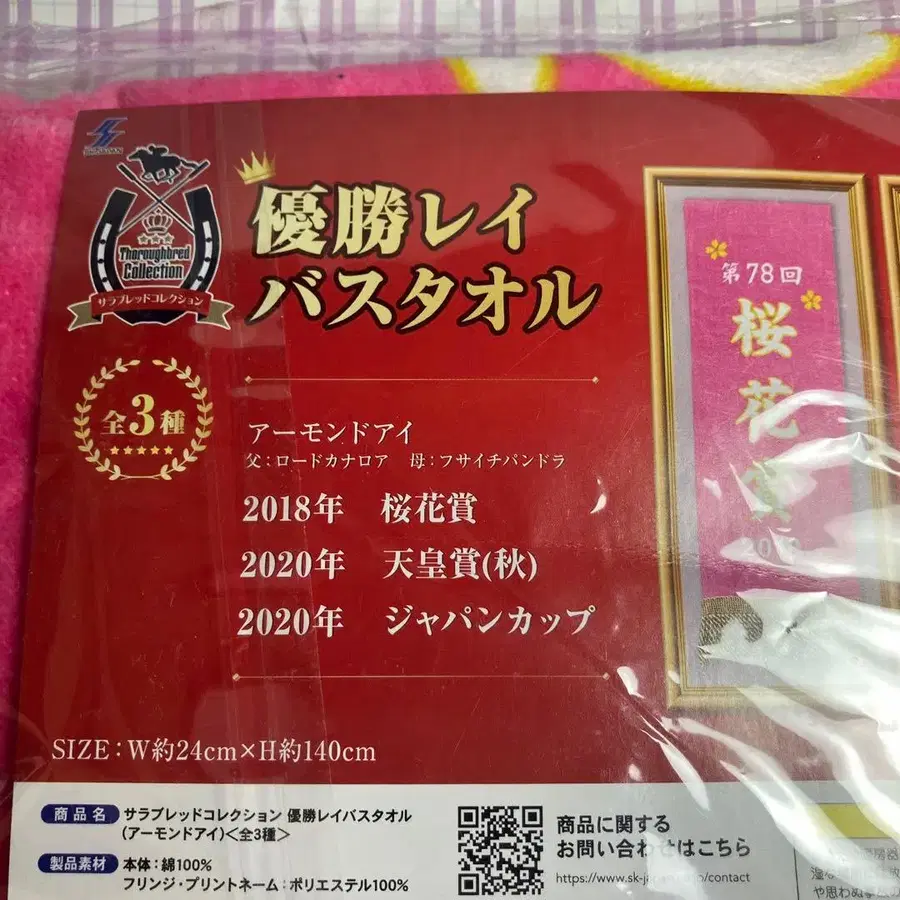 Thoroughbred
Collection
サラブレッドコレクション
優勝レイ
バスタオル
全3種
アーモンドアイ
父：ロードカナロア 母：フサイチパンドラ
2018年 桜花賞
2020年 天皇賞(秋)
2020年 ジャパンカップ
SIZE：W約24cm×H約140cm
第78回
桜
花
賞
商品名 サラブレッドコレクション 優勝レイバスタオル
(アーモンドアイ)<全3種>
製品素材 本体：綿100%
フリンジ・プリントネーム：ポリエステル100%
商品に関する
お問い合わせはこちら